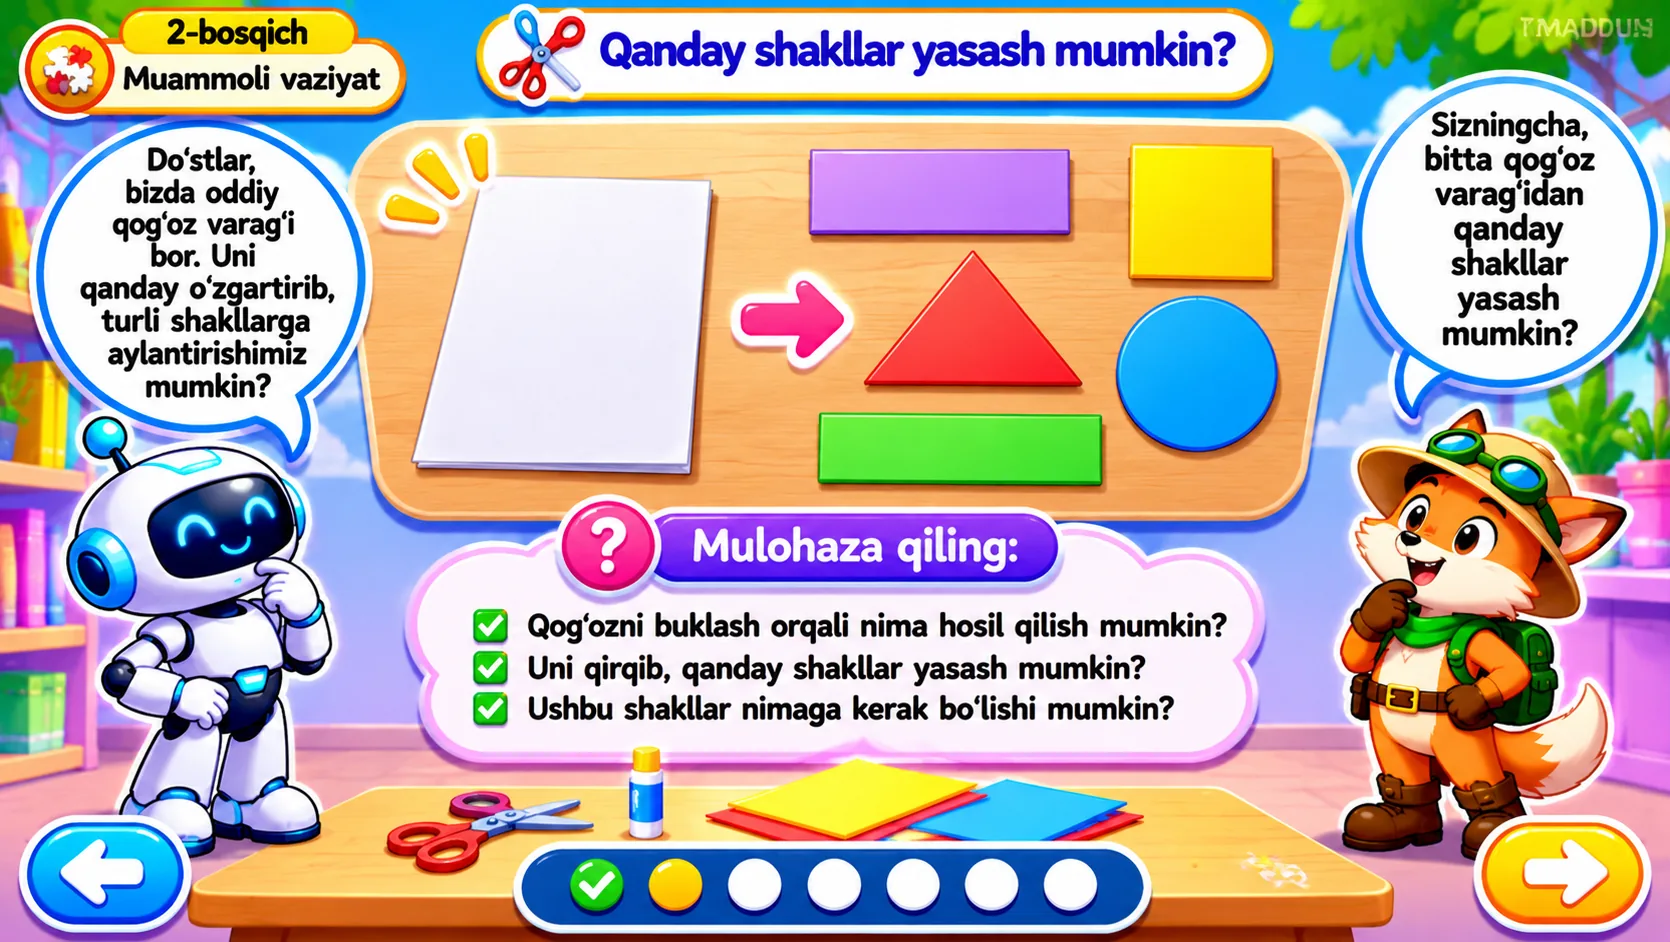 2-bosqich
Muammoli vaziyat
Qanday shakllar yasash mumkin?
TMADDUN
Do‘stlar,
bizda oddiy
qog‘oz varag‘i
bor. Uni
qanday o‘zgartirib,
turli shakllarga
aylantirishimiz
mumkin?
Sizningcha,
bitta qog‘oz
varag‘idan
qanday
shakllar
yasash
mumkin?
Mulohaza qiling:
Qog‘ozni buklash orqali nima hosil qilish mumkin?
Uni qirqib, qanday shakllar yasash mumkin?
Ushbu shakllar nimaga kerak bo‘lishi mumkin?